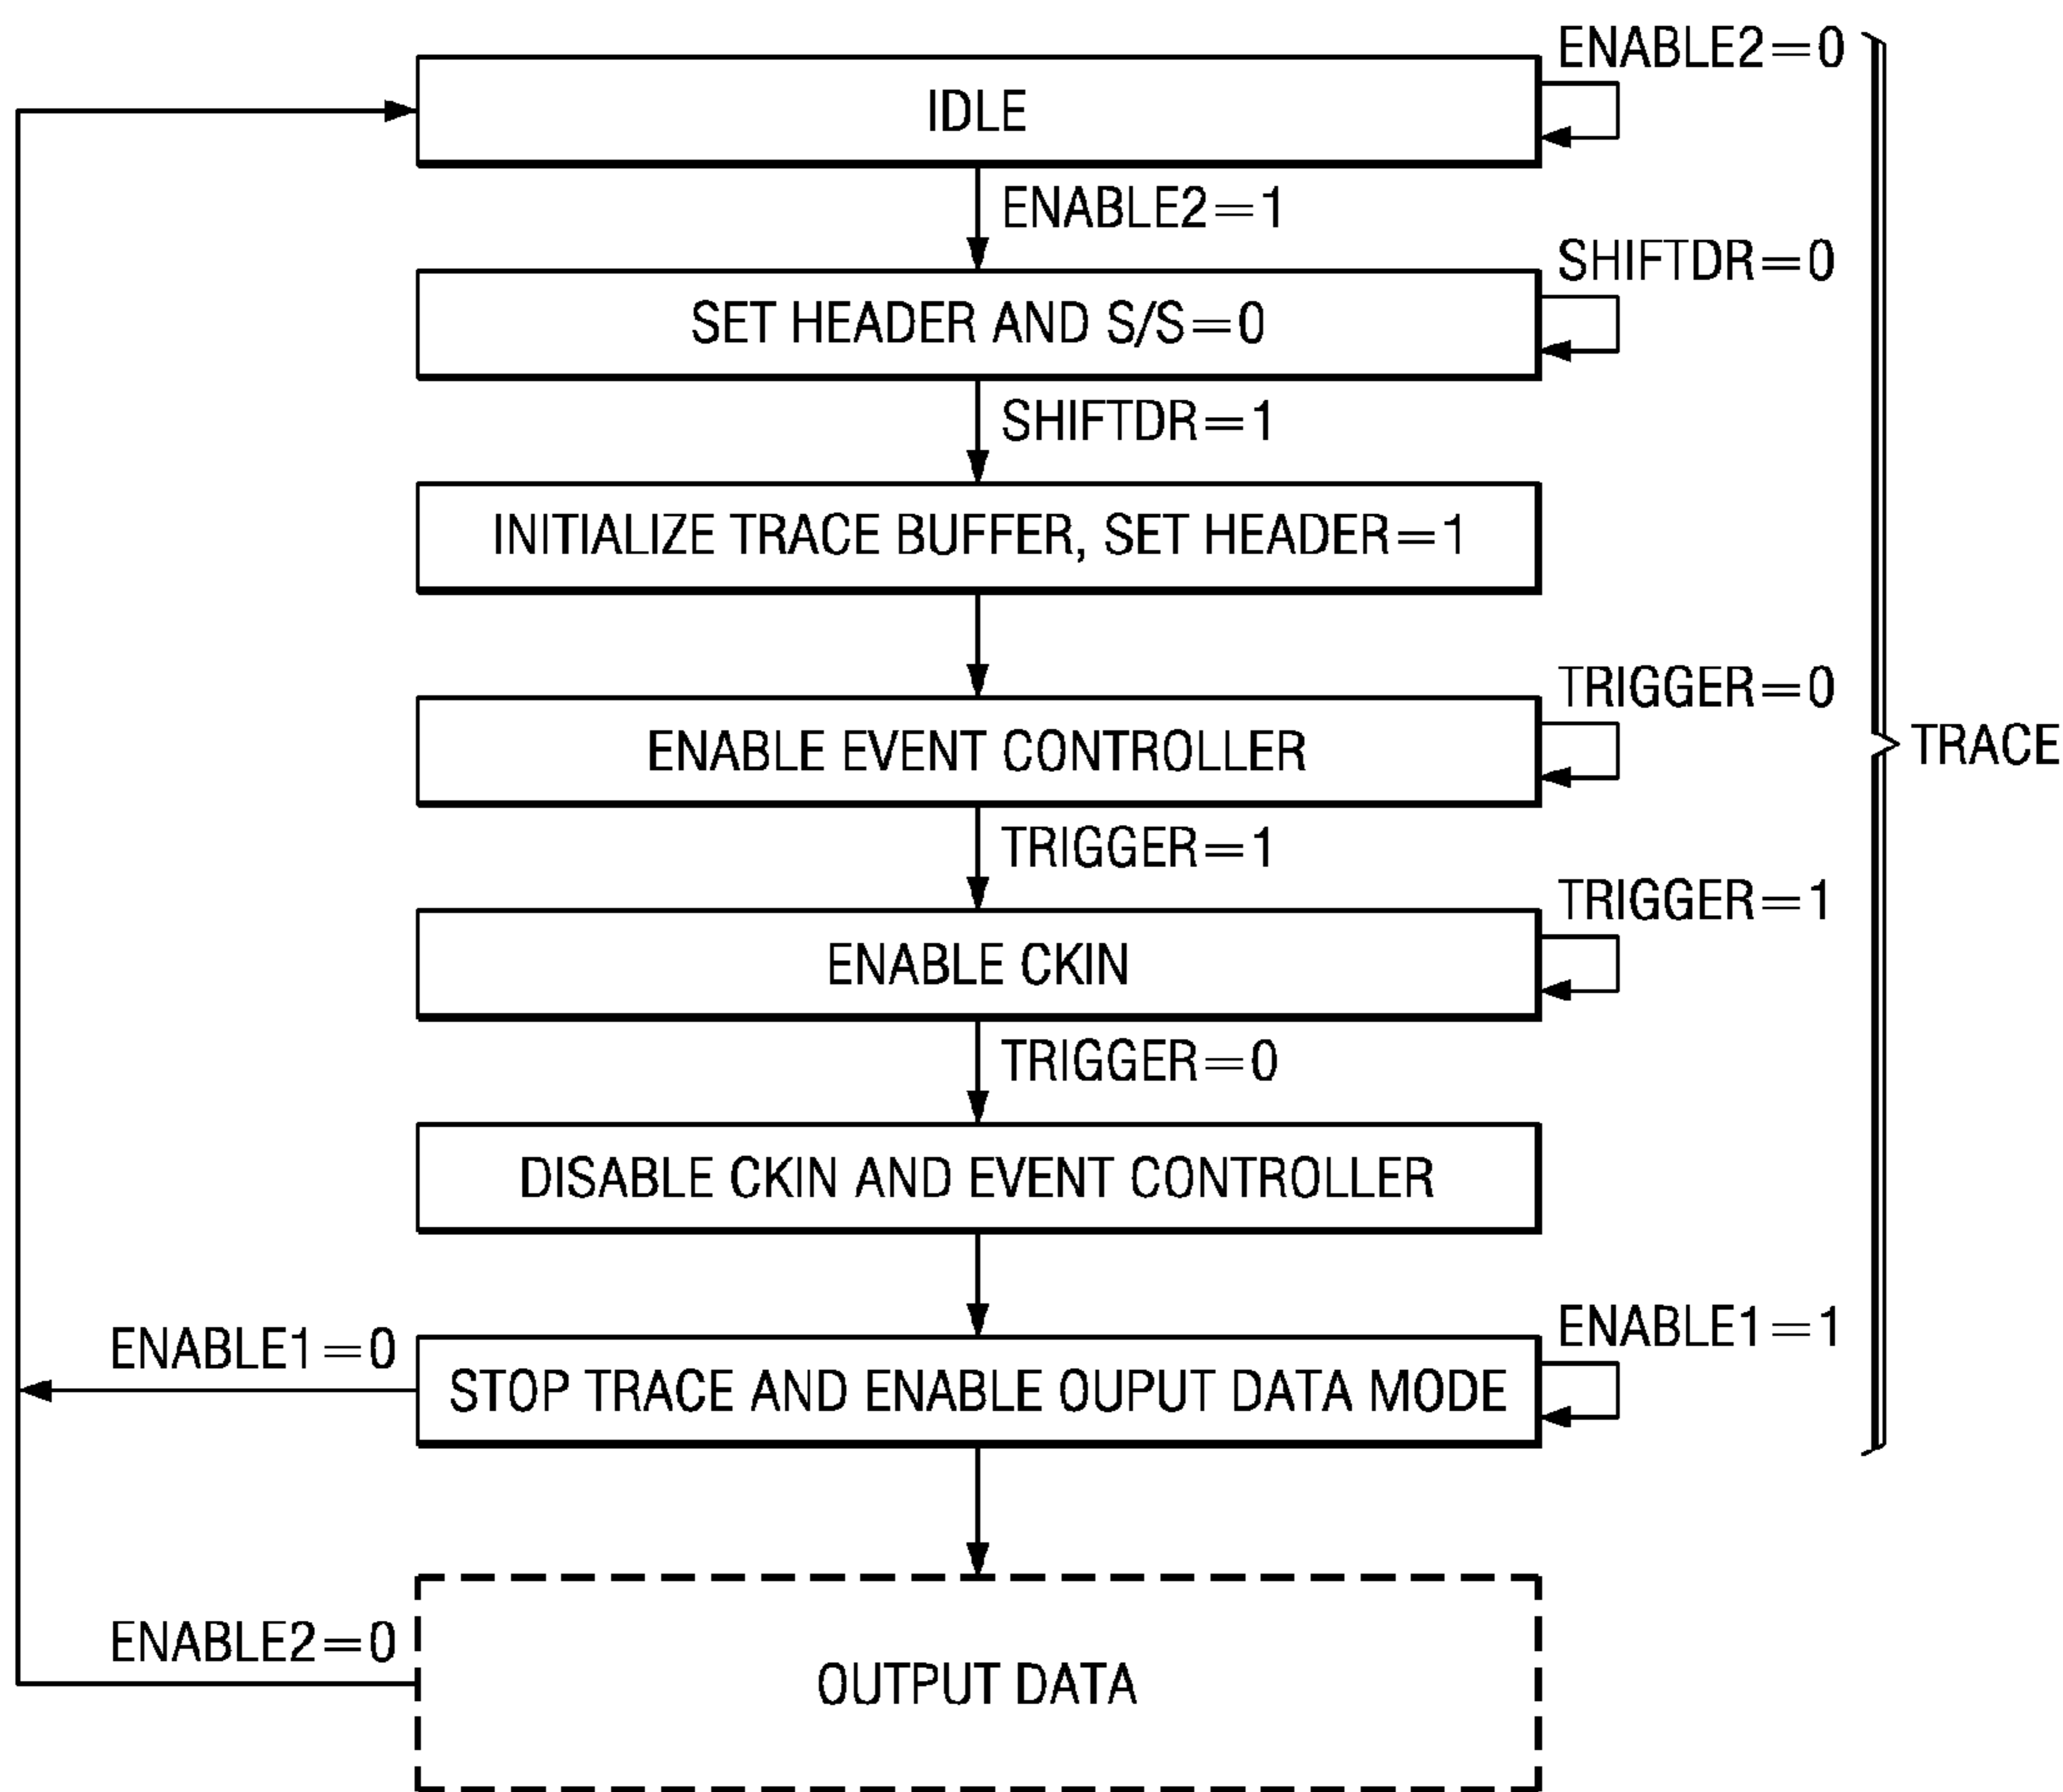 ENABLE2=0
IDLE
ENABLE2=1
SHIFTDR=0
SET HEADER AND S/S=0
SHIFTDR=1
INITIALIZE TRACE BUFFER, SET HEADER=1
TRIGGER=0
ENABLE EVENT CONTROLLER
TRACE
TRIGGER=1
TRIGGER=1
ENABLE CKIN
TRIGGER=0
DISABLE CKIN AND EVENT CONTROLLER
ENABLE1=1
ENABLE1=0
STOP TRACE AND ENABLE OUPUT DATA MODE
ENABLE2=0
OUTPUT DATA